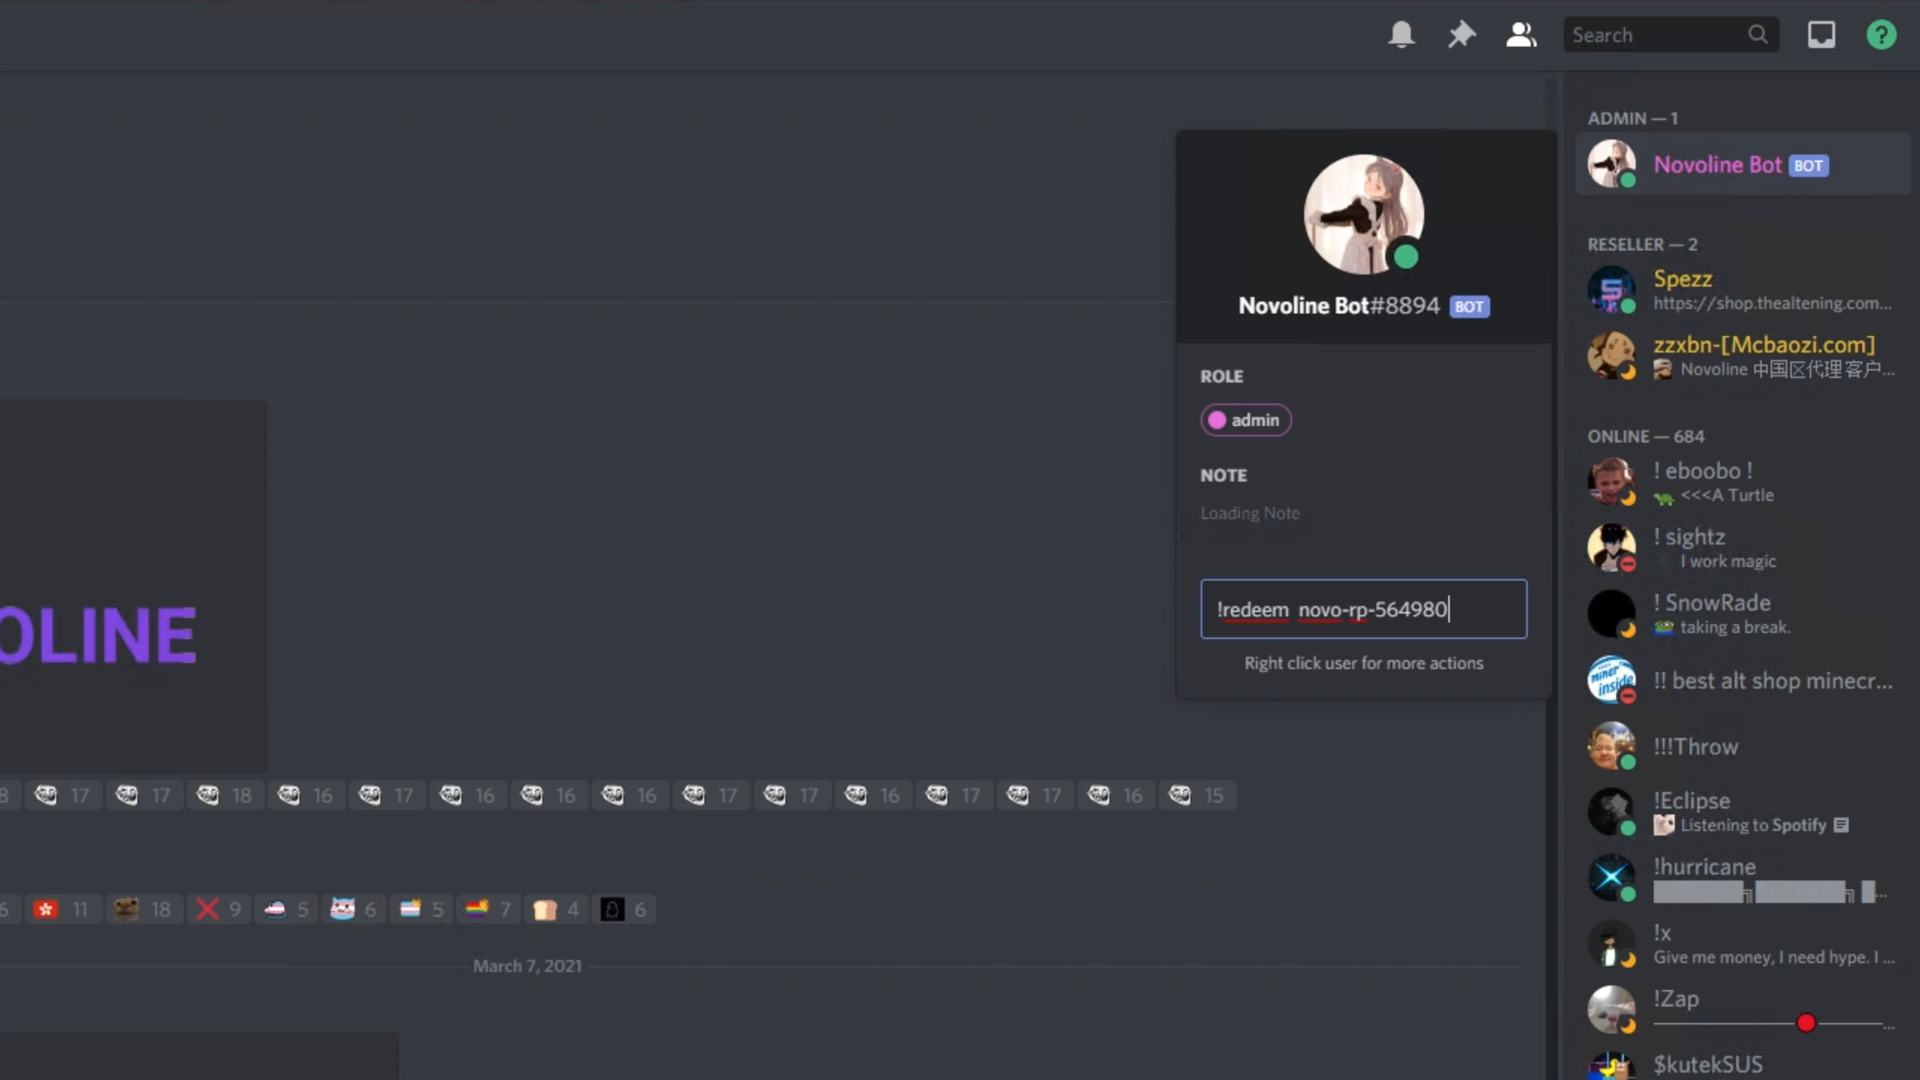 Search
?
ADMIN — 1
Novoline Bot BOT
Novoline Bot#8894 BOT
ROLE
admin
NOTE
Loading Note
!redeem novo-rp-564980
Right click user for more actions
RESELLER — 2
Spezz
https://shop.thealtening.com...
zzxbn-[Mcbaozi.com]
Novoline 中国区代理客户...
ONLINE — 684
! eboobo !
<<<A Turtle
! sightz
I work magic
! SnowRade
taking a break.
miner inside
!! best alt shop minecr...
!!!Throw
!Eclipse
Listening to Spotify
!hurricane
!x
Give me money, I need hype. I ...
!Zap
$kutekSUS
OLINE
8 17 17 18 16 17 16 16 16 17 17 16 17 17 16 15
6 11 18 9 5 6 5 7 4 6
March 7, 2021